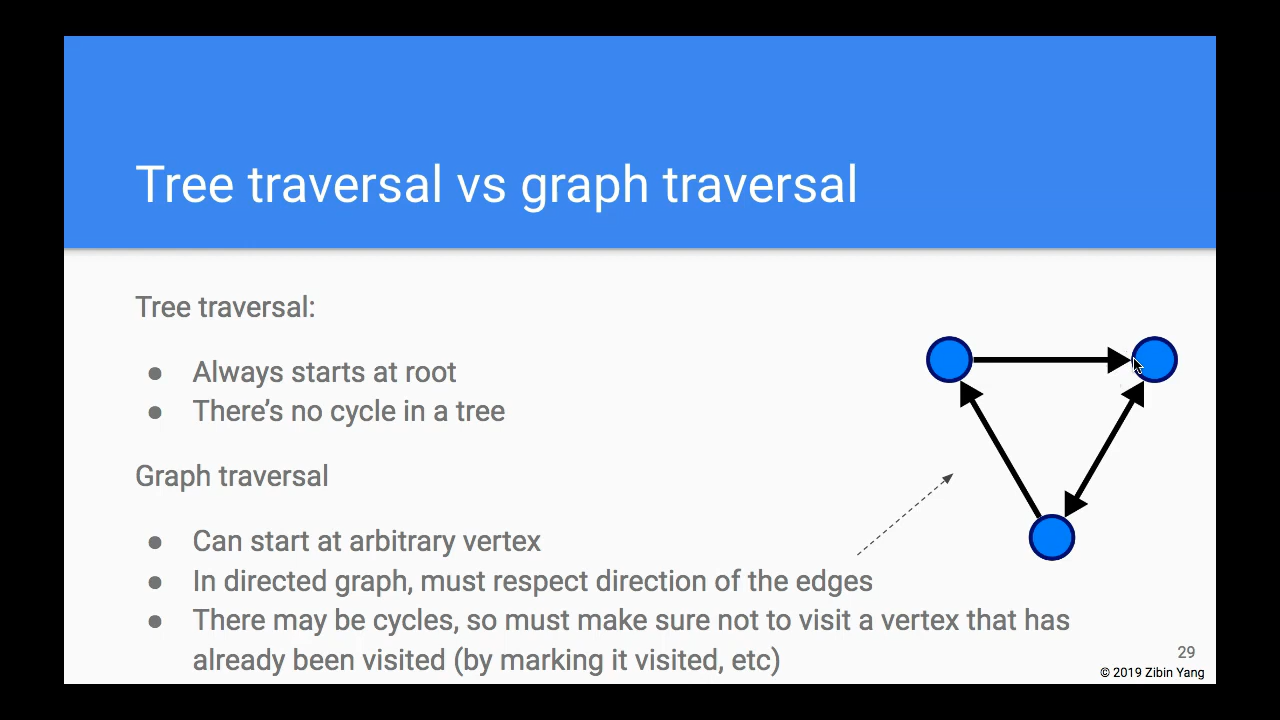 Tree traversal vs graph traversal
Tree traversal:
● Always starts at root
● There’s no cycle in a tree
Graph traversal
● Can start at arbitrary vertex
● In directed graph, must respect direction of the edges
● There may be cycles, so must make sure not to visit a vertex that has
already been visited (by marking it visited, etc)
29
© 2019 Zibin Yang